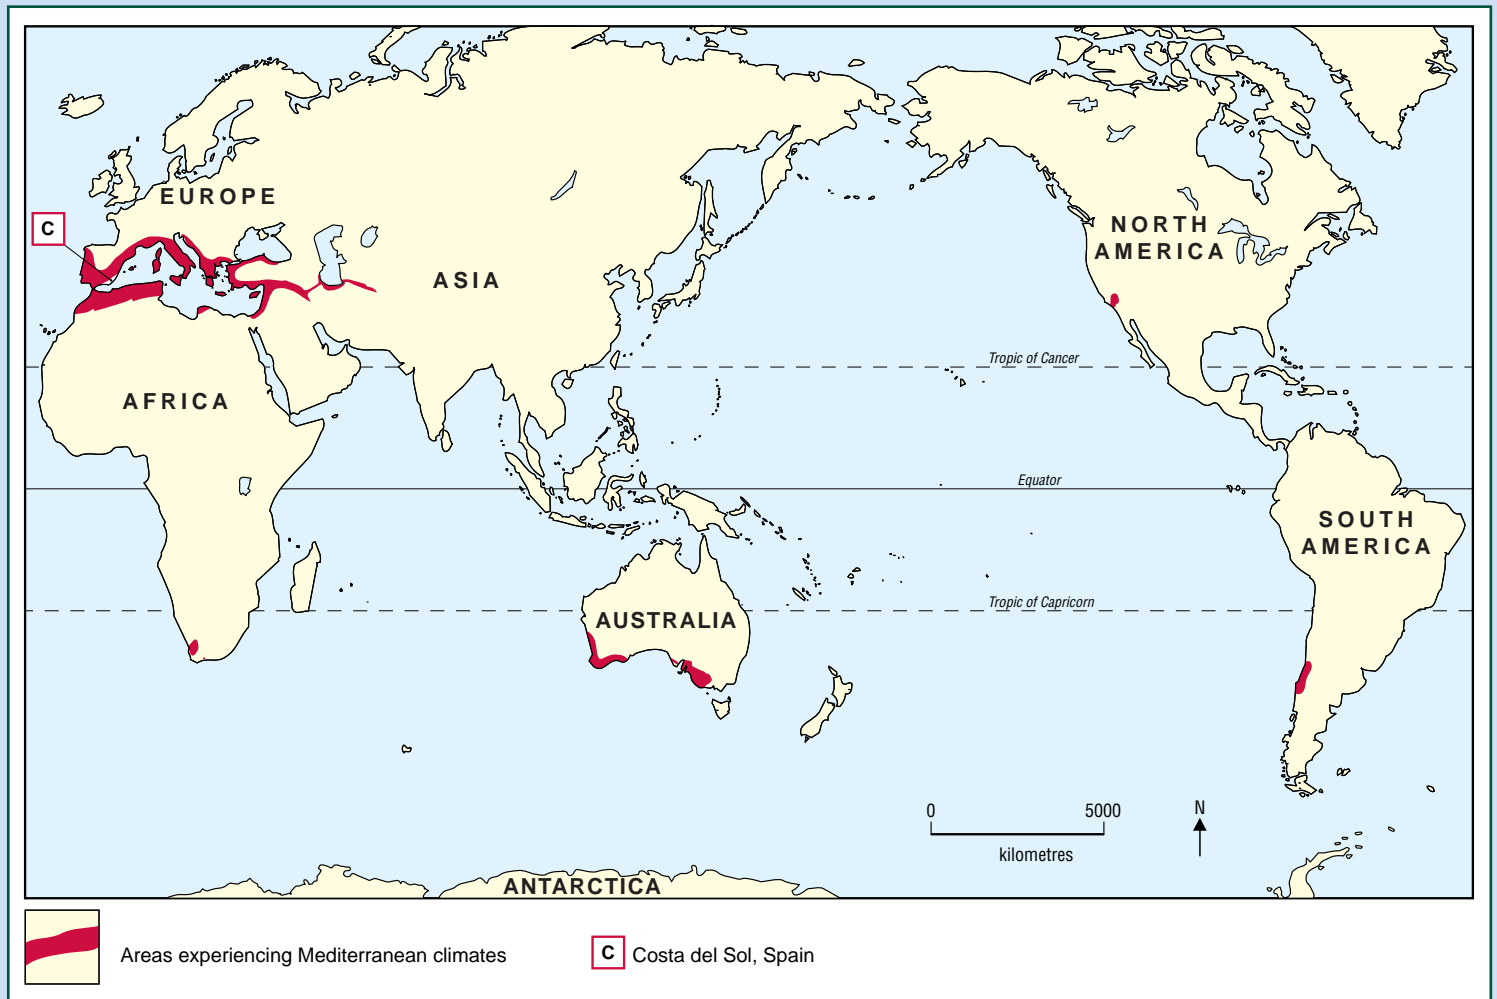 EUROPE
C
NORTH
AMERICA
ASIA
Tropic of Cancer
AFRICA
Equator
SOUTH
AMERICA
Tropic of Capricorn
AUSTRALIA
0 5000
kilometres
N
ANTARCTICA
Areas experiencing Mediterranean climates
C Costa del Sol, Spain